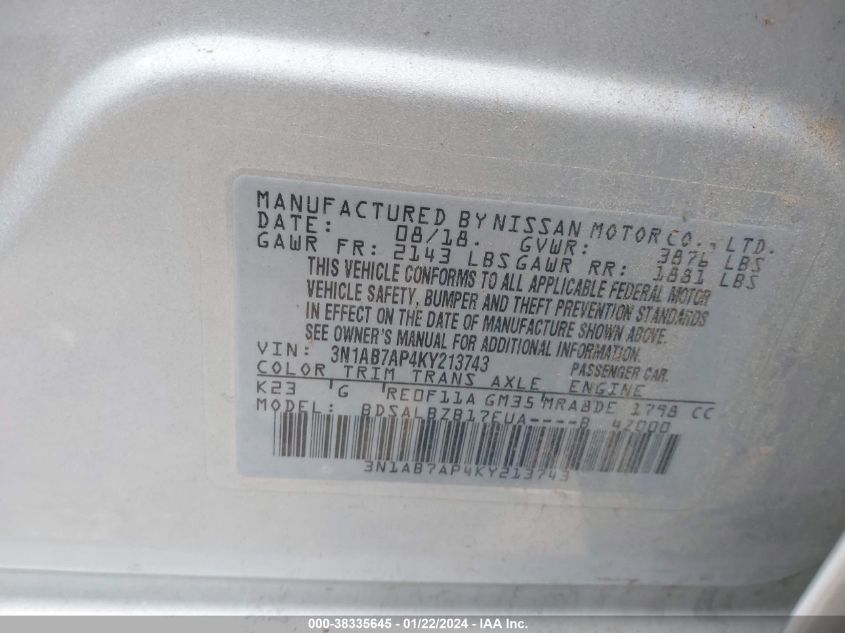 MANUFACTURED BY NISSAN MOTOR CO., LTD.
DATE: 08/18. GVWR: 3876 LBS
GAWR FR: 2143 LBS GAWR RR: 1881 LBS
THIS VEHICLE CONFORMS TO ALL APPLICABLE FEDERAL MOTOR
VEHICLE SAFETY, BUMPER AND THEFT PREVENTION STANDARDS
IN EFFECT ON THE DATE OF MANUFACTURE SHOWN ABOVE.
SEE OWNER'S MANUAL FOR ADDITIONAL INFORMATION.
VIN: 3N1AB7AP4KY213743 PASSENGER CAR.
COLOR TRIM TRANS AXLE ENGINE
K23 G RE0F11A GM35 MRA8DE 1798 CC
MODEL: BDSALBZB17EUA----B 4Z000
3N1AB7AP4KY213743
000-38335645 - 01/22/2024 - IAA Inc.